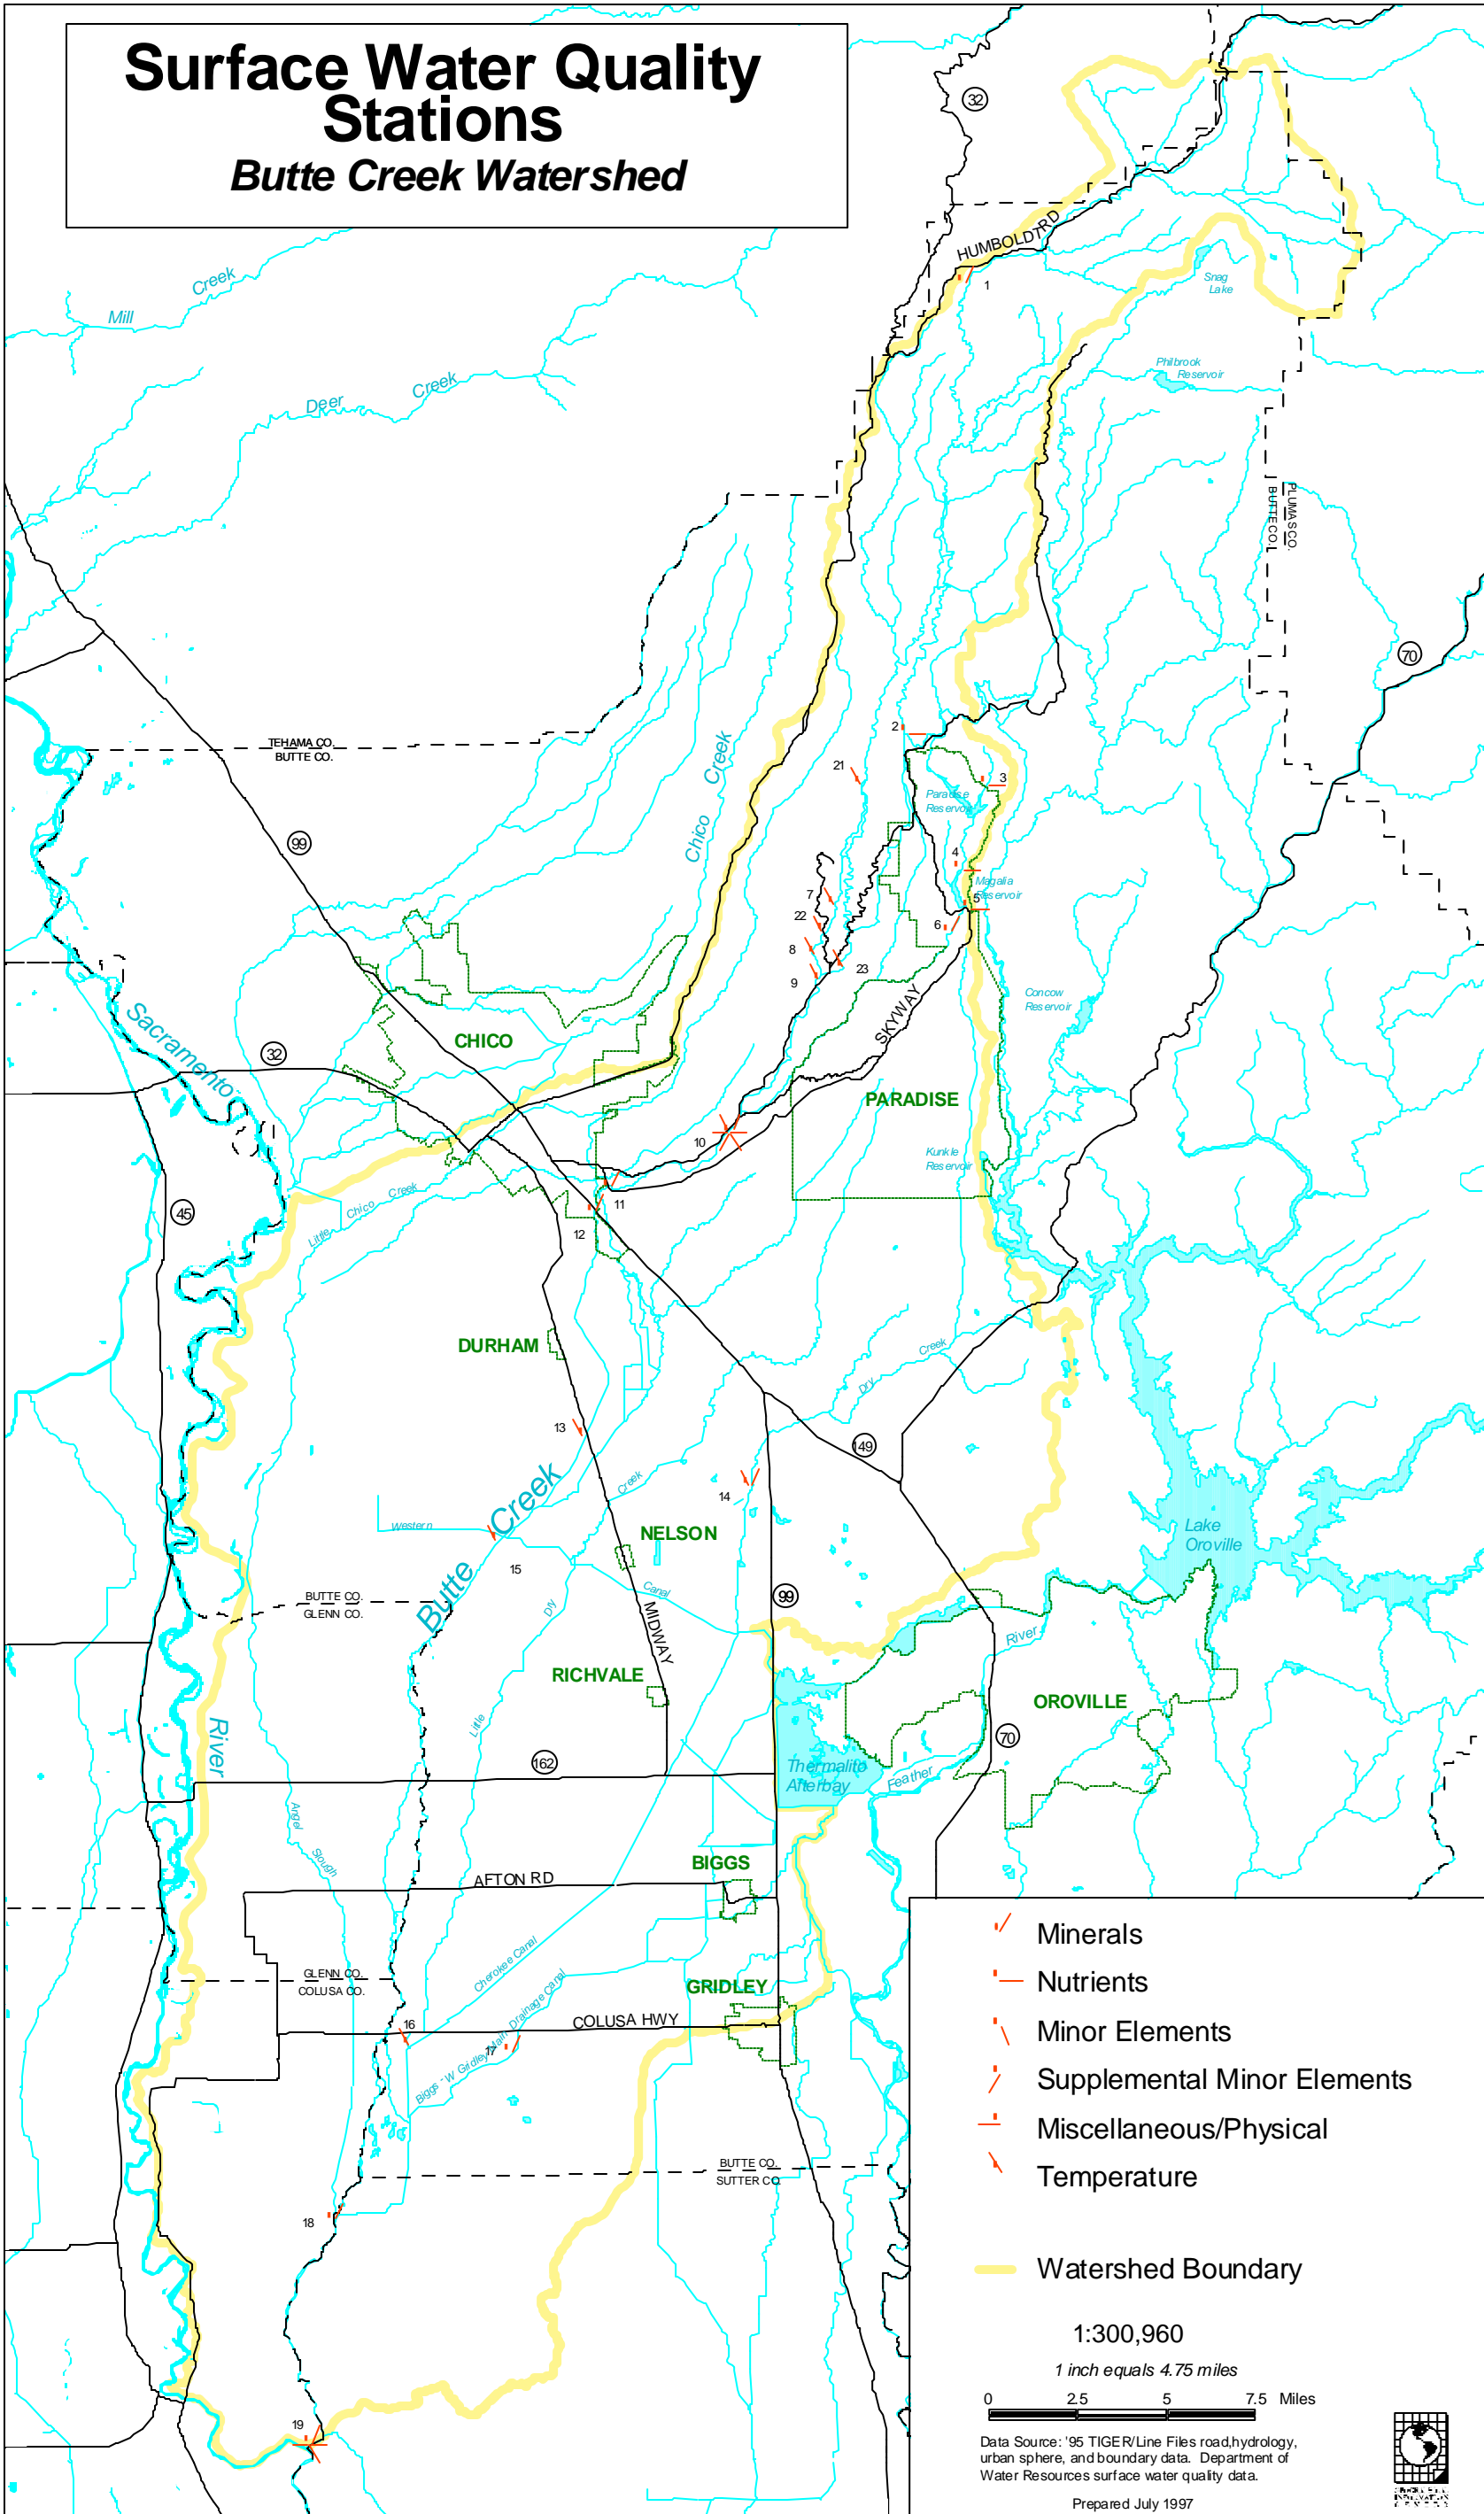 Surface Water Quality
Stations
Butte Creek Watershed
32
HUMBOLDT RD
1
Snag
Lake
Mill Creek
Philbrook
Reservoir
Deer Creek
PLUMAS CO.
BUTTE CO.
70
TEHAMA CO.
BUTTE CO.
2
21
3
Paradise
Reservoir
Chico Creek
99
4
Magalia
Reservoir
5
7
22
6
8
23
9
Concow
Reservoir
SKYWAY
Sacramento
CHICO
32
PARADISE
10
Kunkle
Reservoir
45
Little Chico Creek
11
12
DURHAM
Dry Creek
13
149
14
Creek
Butte Creek
Western
NELSON
15
Lake
Oroville
Canal
99
BUTTE CO.
GLENN CO.
Dry
MIDWAY
River
RICHVALE
OROVILLE
Little
River
70
162
Thermalito
Afterbay
Feather
Angel
Slough
BIGGS
AFTON RD
Cherokee Canal
GLENN CO.
COLUSA CO.
GRIDLEY
16
COLUSA HWY
17
Biggs - W Gridley Main Drainage Canal
BUTTE CO.
SUTTER CO.
18
19
Minerals
Nutrients
Minor Elements
Supplemental Minor Elements
Miscellaneous/Physical
Temperature
Watershed Boundary
1:300,960
1 inch equals 4.75 miles
0 2.5 5 7.5 Miles
Data Source: '95 TIGER/Line Files road,hydrology,
urban sphere, and boundary data. Department of
Water Resources surface water quality data.
Prepared July 1997